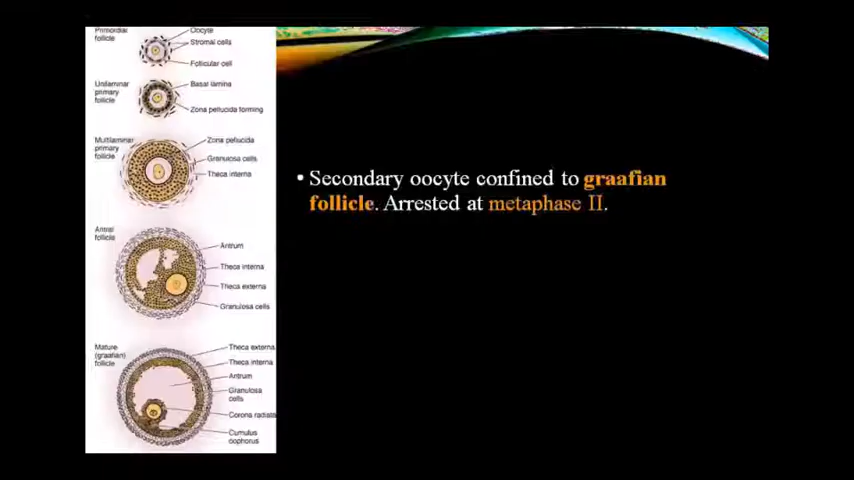 Primordial
follicle
Oocyte
Stromal cells
Follicular cell
Unilaminar
primary
follicle
Basal lamina
Zona pellucida forming
Multilaminar
primary
follicle
Zona pellucida
Granulosa cells
Theca interna
• Secondary oocyte confined to graafian
follicle. Arrested at metaphase II.
Antral
follicle
Antrum
Theca interna
Theca externa
Granulosa cells
Mature
(graafian)
follicle
Theca externa
Theca interna
Antrum
Granulosa
cells
Corona radiata
Cumulus
oophorus